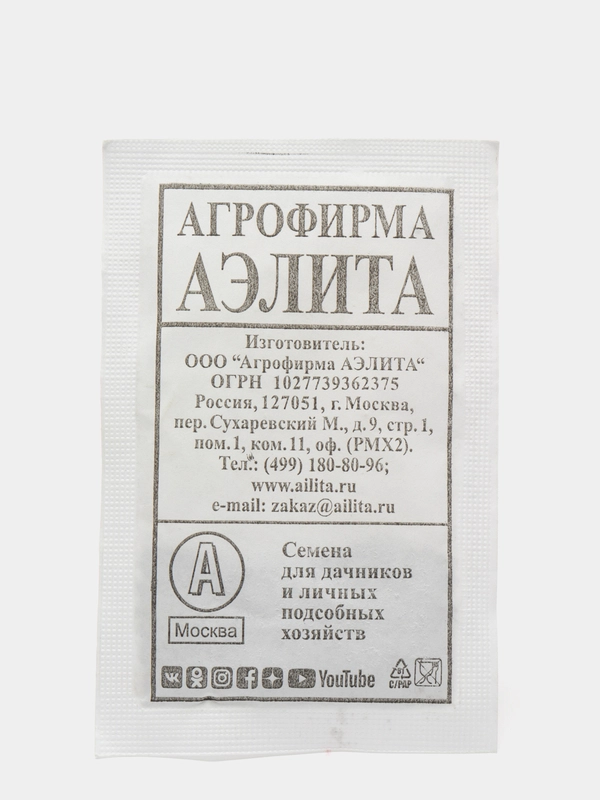 АГРОФИРМА
АЭЛИТА
Изготовитель:
ООО “Агрофирма АЭЛИТА“
ОГРН 1027739362375
Россия, 127051, г. Москва,
пер. Сухаревский М., д. 9, стр. 1,
пом. 1, ком. 11, оф. (РМХ2).
Тел.: (499) 180-80-96;
www.ailita.ru
e-mail: zakaz@ailita.ru
А
Москва
Семена
для дачников
и личных
подсобных
хозяйств
YouTube
81
C/PAP